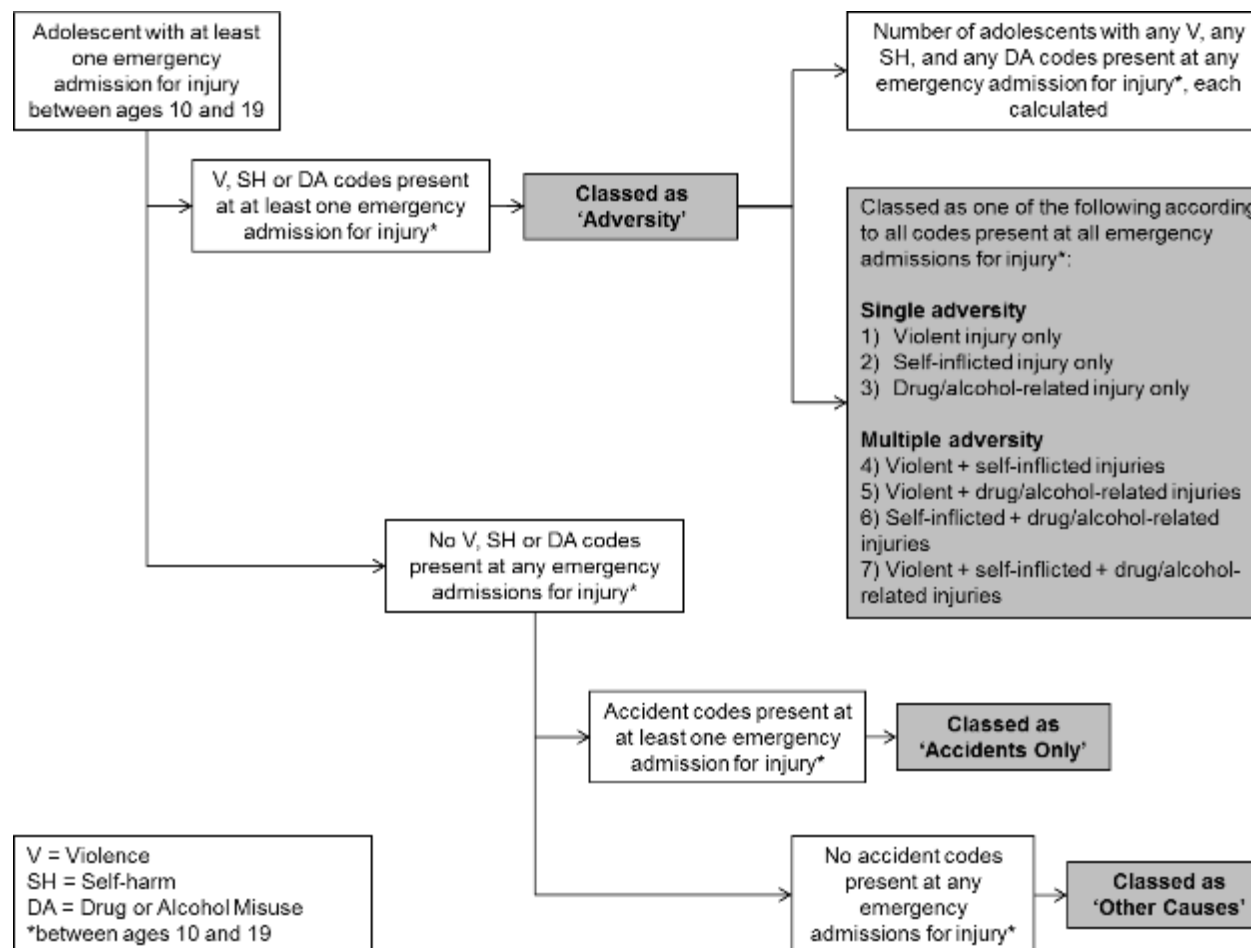 Adolescent with at least
one emergency
admission for injury
between ages 10 and 19
Number of adolescents with any V, any
SH, and any DA codes present at any
emergency admission for injury*, each
calculated
V, SH or DA codes present
at at least one emergency
admission for injury*
Classed as
‘Adversity’
Classed as one of the following according
to all codes present at all emergency
admissions for injury*:
Single adversity
1) Violent injury only
2) Self-inflicted injury only
3) Drug/alcohol-related injury only
Multiple adversity
4) Violent + self-inflicted injuries
5) Violent + drug/alcohol-related injuries
6) Self-inflicted + drug/alcohol-related
injuries
7) Violent + self-inflicted + drug/alcohol-
related injuries
No V, SH or DA codes
present at any emergency
admissions for injury*
Accident codes present at
at least one emergency
admission for injury*
Classed as
‘Accidents Only’
No accident codes
present at any
emergency
admissions for injury*
Classed as
‘Other Causes’
V = Violence
SH = Self-harm
DA = Drug or Alcohol Misuse
*between ages 10 and 19